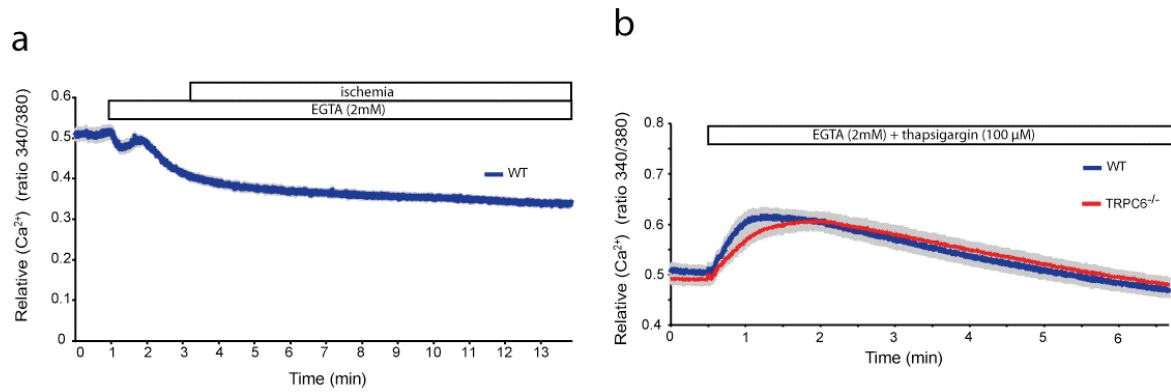 a
ischemia
EGTA (2mM)
0.6
0.5
0.4
0.3
0.2
0.1
0
Relative (Ca²⁺) (ratio 340/380)
WT
0 1 2 3 4 5 6 7 8 9 10 11 12 13
Time (min)
b
EGTA (2mM) + thapsigargin (100 µM)
0.8
0.7
0.6
0.5
0.4
Relative (Ca²⁺) (ratio 340/380)
WT
TRPC6⁻/⁻
0 1 2 3 4 5 6
Time (min)